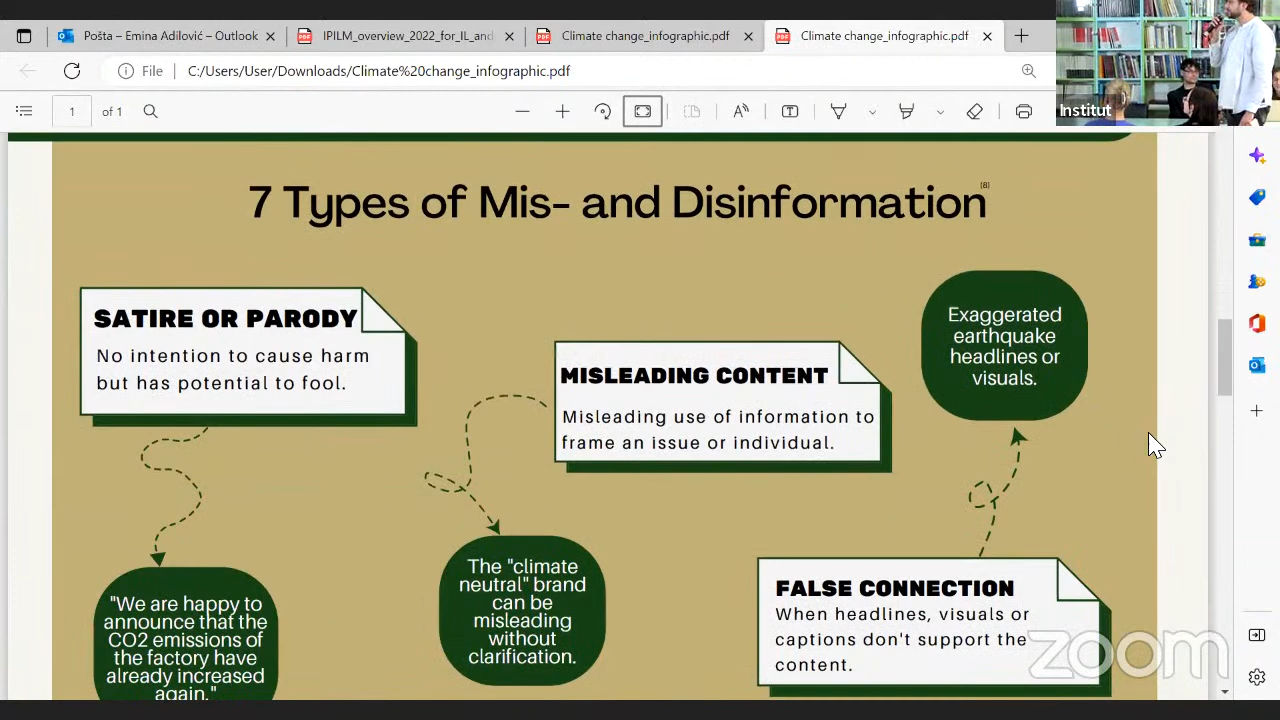 Pošta – Emina Adilović – Outlook
IPILM_overview_2022_for_IL_and
Climate change_infographic.pdf
Climate change_infographic.pdf
File
C:/Users/User/Downloads/Climate%20change_infographic.pdf
1
of 1
Institut
7 Types of Mis- and Disinformation
(8)
SATIRE OR PARODY
No intention to cause harm
but has potential to fool.
MISLEADING CONTENT
Misleading use of information to
frame an issue or individual.
Exaggerated
earthquake
headlines or
visuals.
"We are happy to
announce that the
CO2 emissions of
the factory have
already increased
again."
The "climate
neutral" brand
can be
misleading
without
clarification.
FALSE CONNECTION
When headlines, visuals or
captions don't support the
content.
zoom